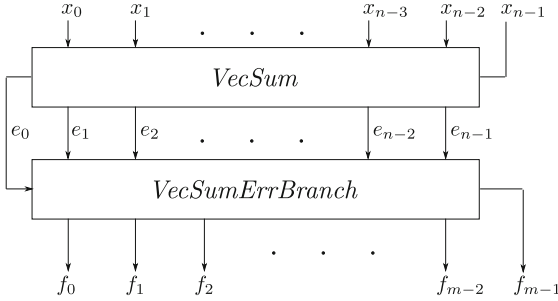 x₀ x₁ · · · xₙ₋₃ xₙ₋₂ xₙ₋₁
VecSum
e₀ e₁ e₂ · · · eₙ₋₂ eₙ₋₁
VecSumErrBranch
f₀ f₁ f₂ · · · fₘ₋₂ fₘ₋₁